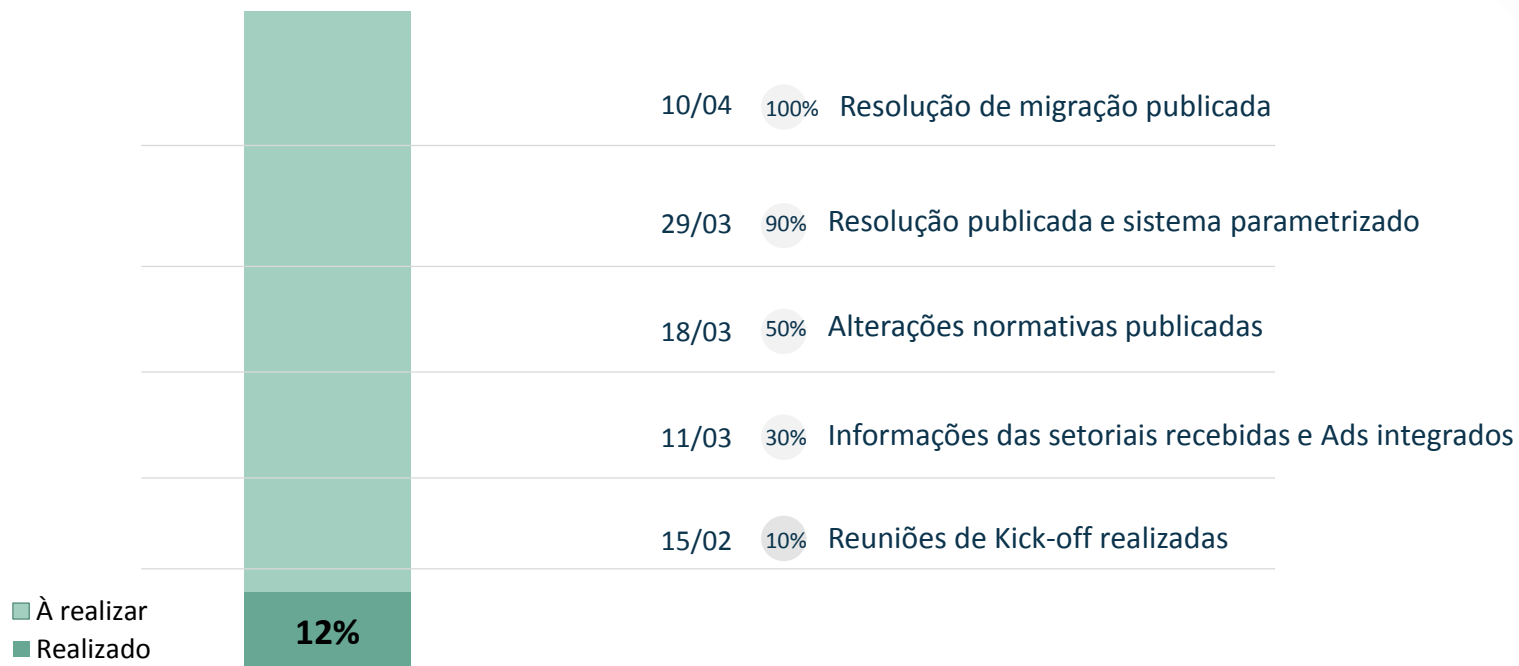 10/04 100% Resolução de migração publicada
29/03 90% Resolução publicada e sistema parametrizado
18/03 50% Alterações normativas publicadas
11/03 30% Informações das setoriais recebidas e Ads integrados
15/02 10% Reuniões de Kick-off realizadas
À realizar
Realizado
12%